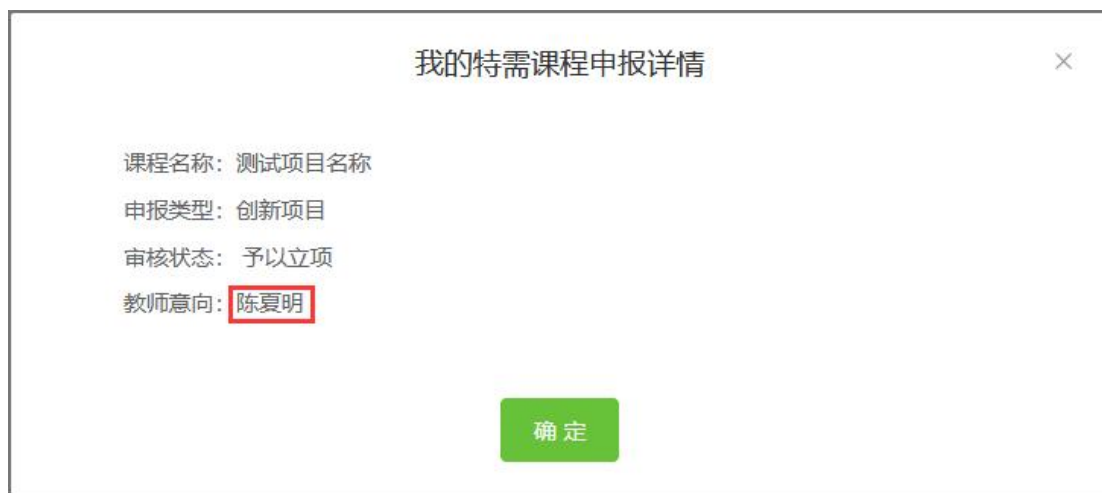 我的特需课程申报详情
课程名称：测试项目名称
申报类型：创新项目
审核状态： 予以立项
教师意向：陈夏明
确 定